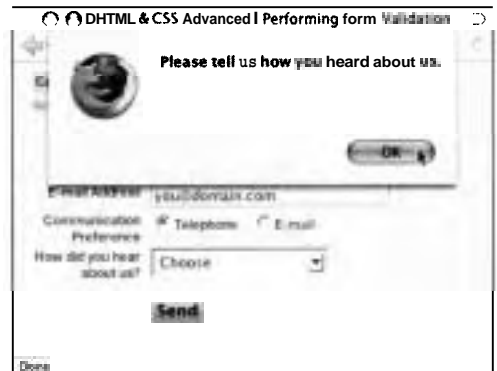 DHTML & CSS Advanced | Performing form Validation
Please tell us how you heard about us.
OK
E-mail Address
you@domain.com
Communication Preference
Telephone
E-mail
How did you hear about us?
Choose
Send